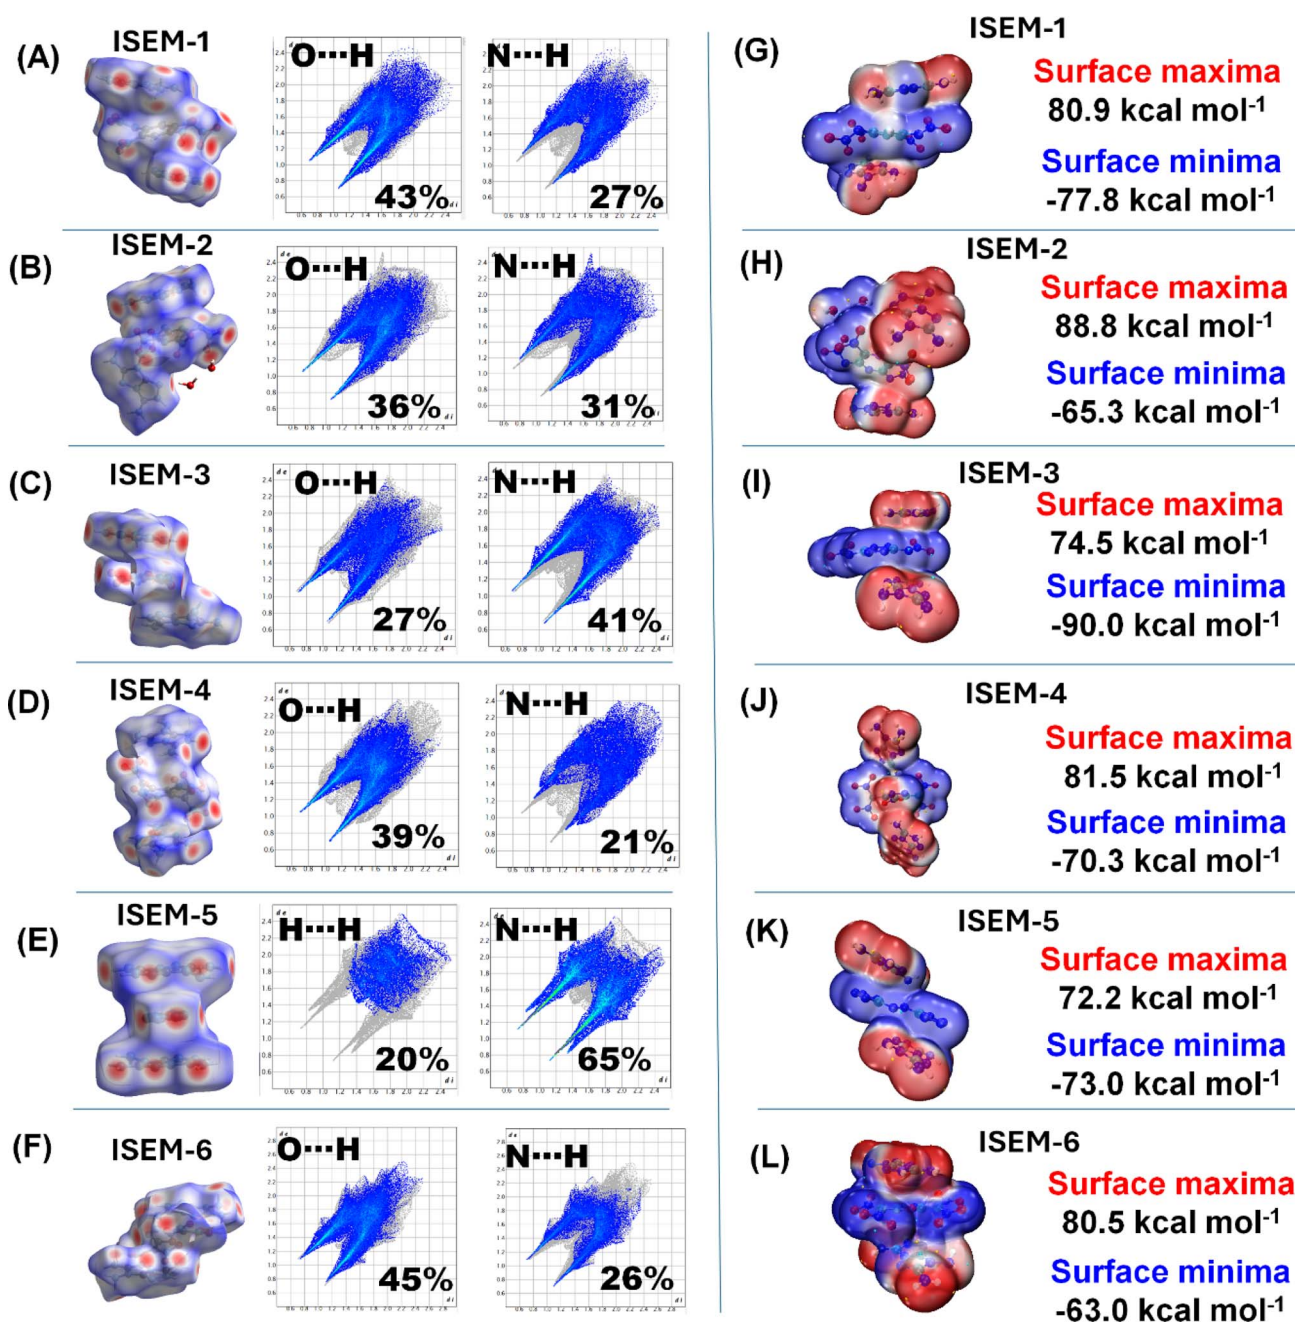 (A)
ISEM-1
O···H
43%
N···H
27%
(B)
ISEM-2
O···H
36%
N···H
31%
(C)
ISEM-3
O···H
27%
N···H
41%
(D)
ISEM-4
O···H
39%
N···H
21%
(E)
ISEM-5
H···H
20%
N···H
65%
(F)
ISEM-6
O···H
45%
N···H
26%
(G)
ISEM-1
Surface maxima
80.9 kcal mol-1
Surface minima
-77.8 kcal mol-1
(H)
ISEM-2
Surface maxima
88.8 kcal mol-1
Surface minima
-65.3 kcal mol-1
(I)
ISEM-3
Surface maxima
74.5 kcal mol-1
Surface minima
-90.0 kcal mol-1
(J)
ISEM-4
Surface maxima
81.5 kcal mol-1
Surface minima
-70.3 kcal mol-1
(K)
ISEM-5
Surface maxima
72.2 kcal mol-1
Surface minima
-73.0 kcal mol-1
(L)
ISEM-6
Surface maxima
80.5 kcal mol-1
Surface minima
-63.0 kcal mol-1